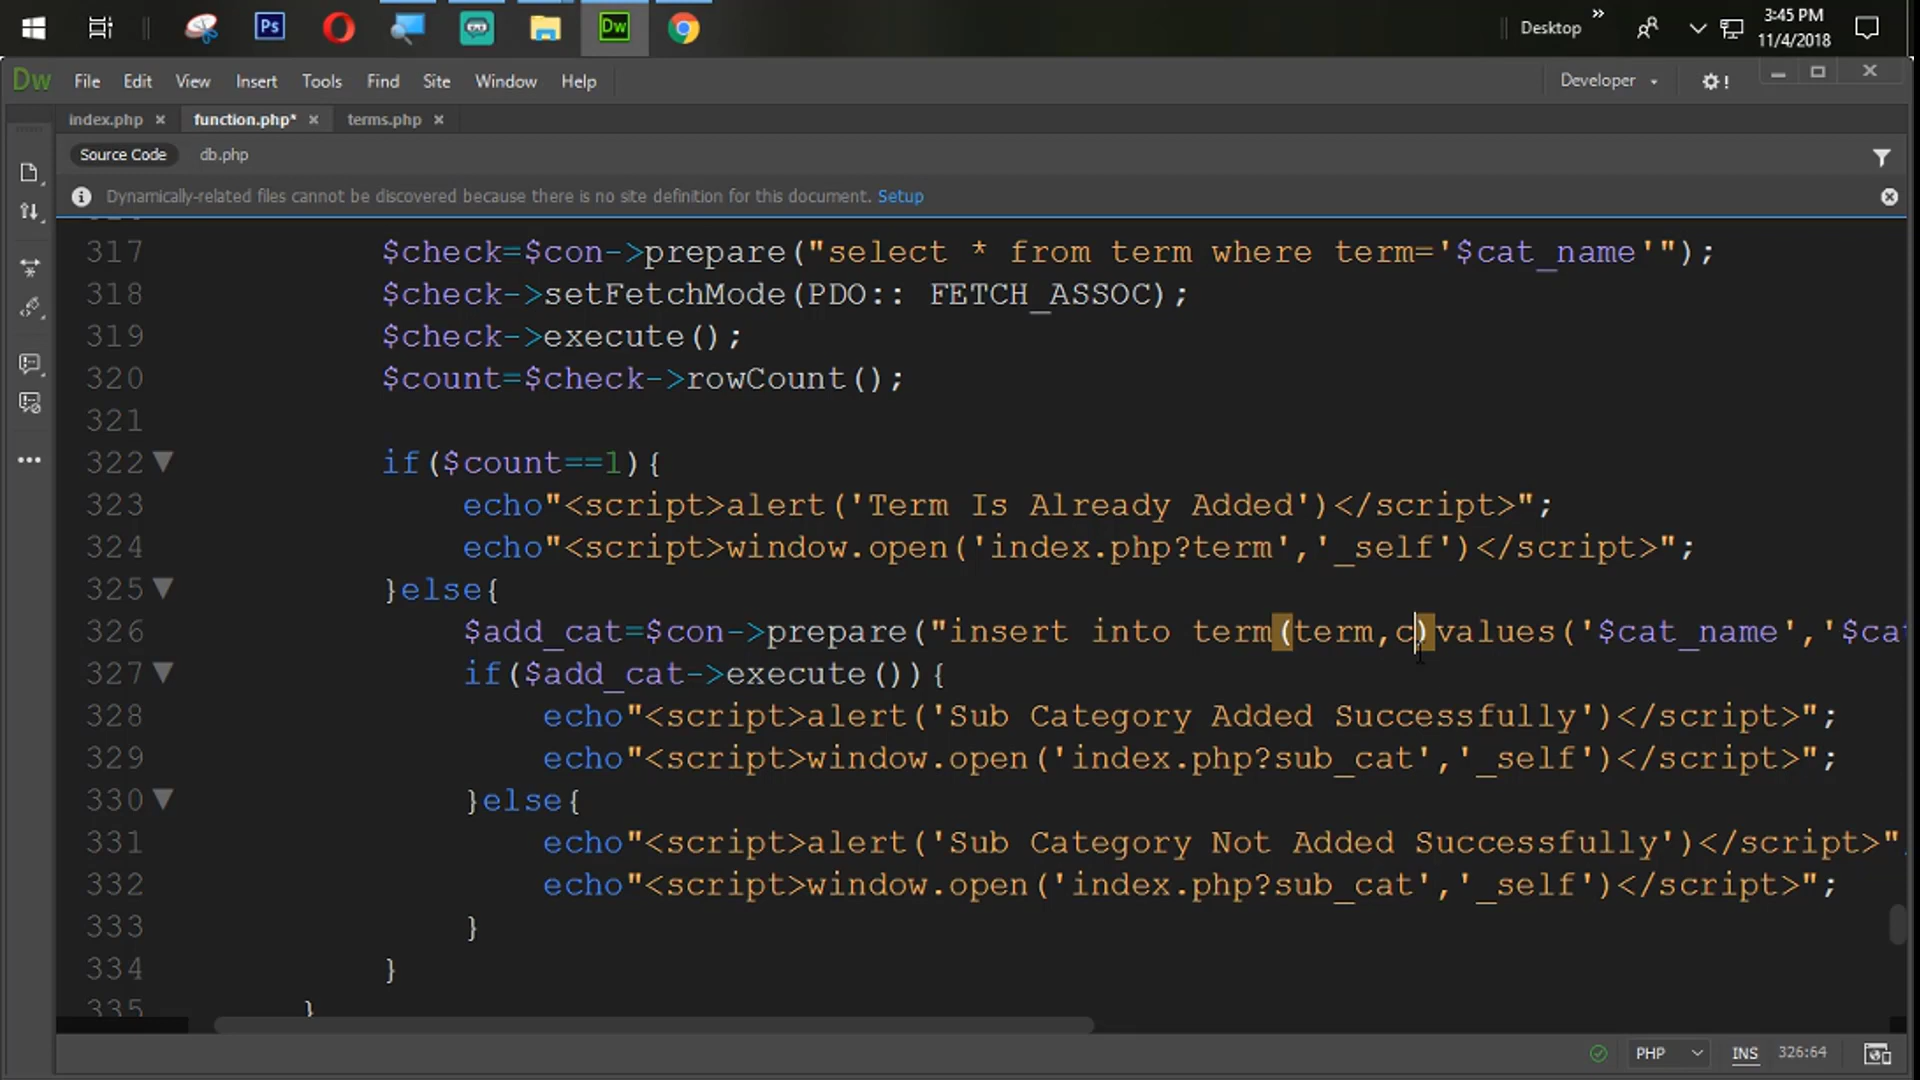 Ps
Dw
Desktop
»
3:45 PM
11/4/2018
Dw File Edit View Insert Tools Find Site Window Help
Developer
index.php × function.php* × terms.php ×
Source Code db.php
Dynamically-related files cannot be discovered because there is no site definition for this document. Setup
317 $check=$con->prepare("select * from term where term='$cat_name'");
318 $check->setFetchMode(PDO:: FETCH_ASSOC);
319 $check->execute();
320 $count=$check->rowCount();
321
322 if($count==1){
323 echo"<script>alert('Term Is Already Added')</script>";
324 echo"<script>window.open('index.php?term','_self')</script>";
325 }else{
326 $add_cat=$con->prepare("insert into term(term,c)values('$cat_name','$ca
327 if($add_cat->execute()){
328 echo"<script>alert('Sub Category Added Successfully')</script>";
329 echo"<script>window.open('index.php?sub_cat','_self')</script>";
330 }else{
331 echo"<script>alert('Sub Category Not Added Successfully')</script>"
332 echo"<script>window.open('index.php?sub_cat','_self')</script>";
333 }
334 }
335 }
PHP INS 326:64